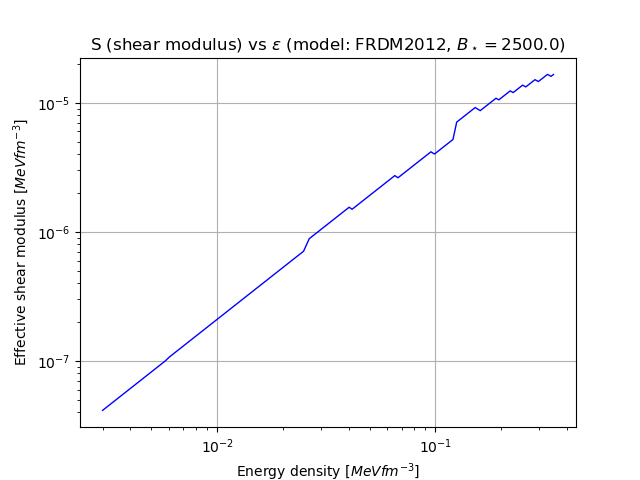 S (shear modulus) vs ε (model: FRDM2012, B⋆ = 2500.0)
Effective shear modulus [MeVfm⁻³]
10⁻⁵
10⁻⁶
10⁻⁷
10⁻² 10⁻¹
Energy density [MeVfm⁻³]